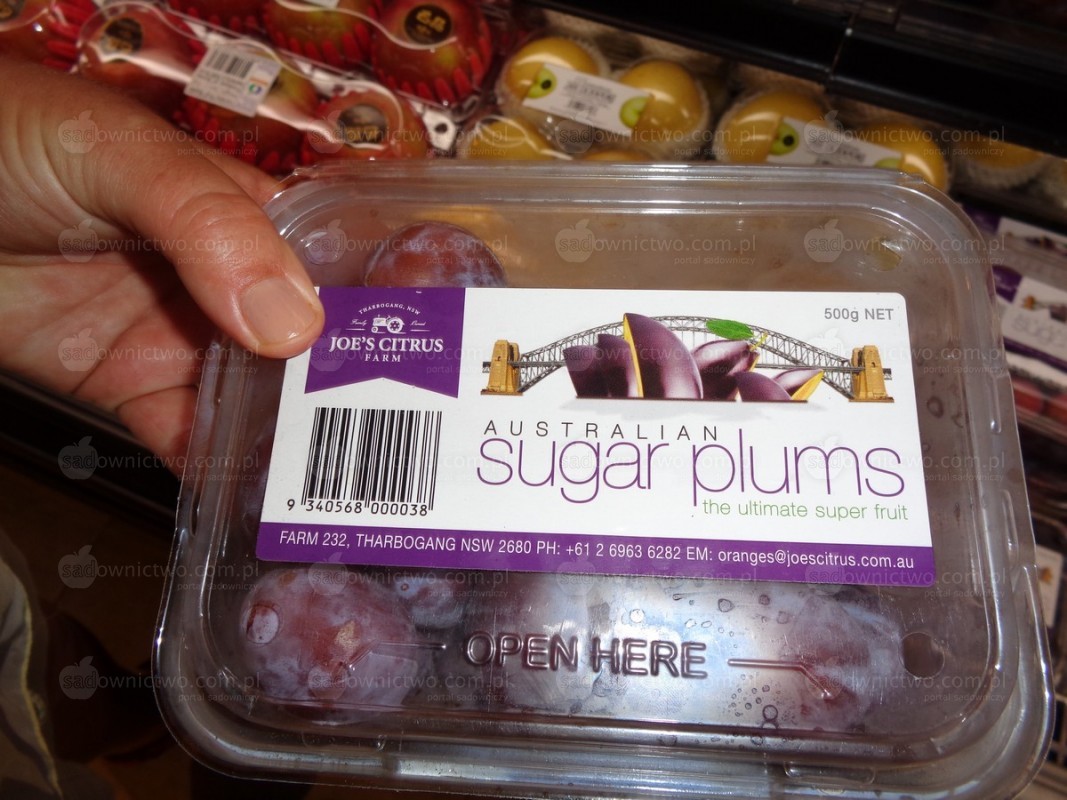 THARBOGANG, NSW
Family Owned
JOE'S CITRUS
FARM
500g NET
AUSTRALIAN
sugar plums
the ultimate super fruit
9 340568 000038
FARM 232, THARBOGANG NSW 2680 PH: +61 2 6963 6282 EM: oranges@joescitrus.com.au
OPEN HERE
sadownictwo.com.pl
portal sadowniczy